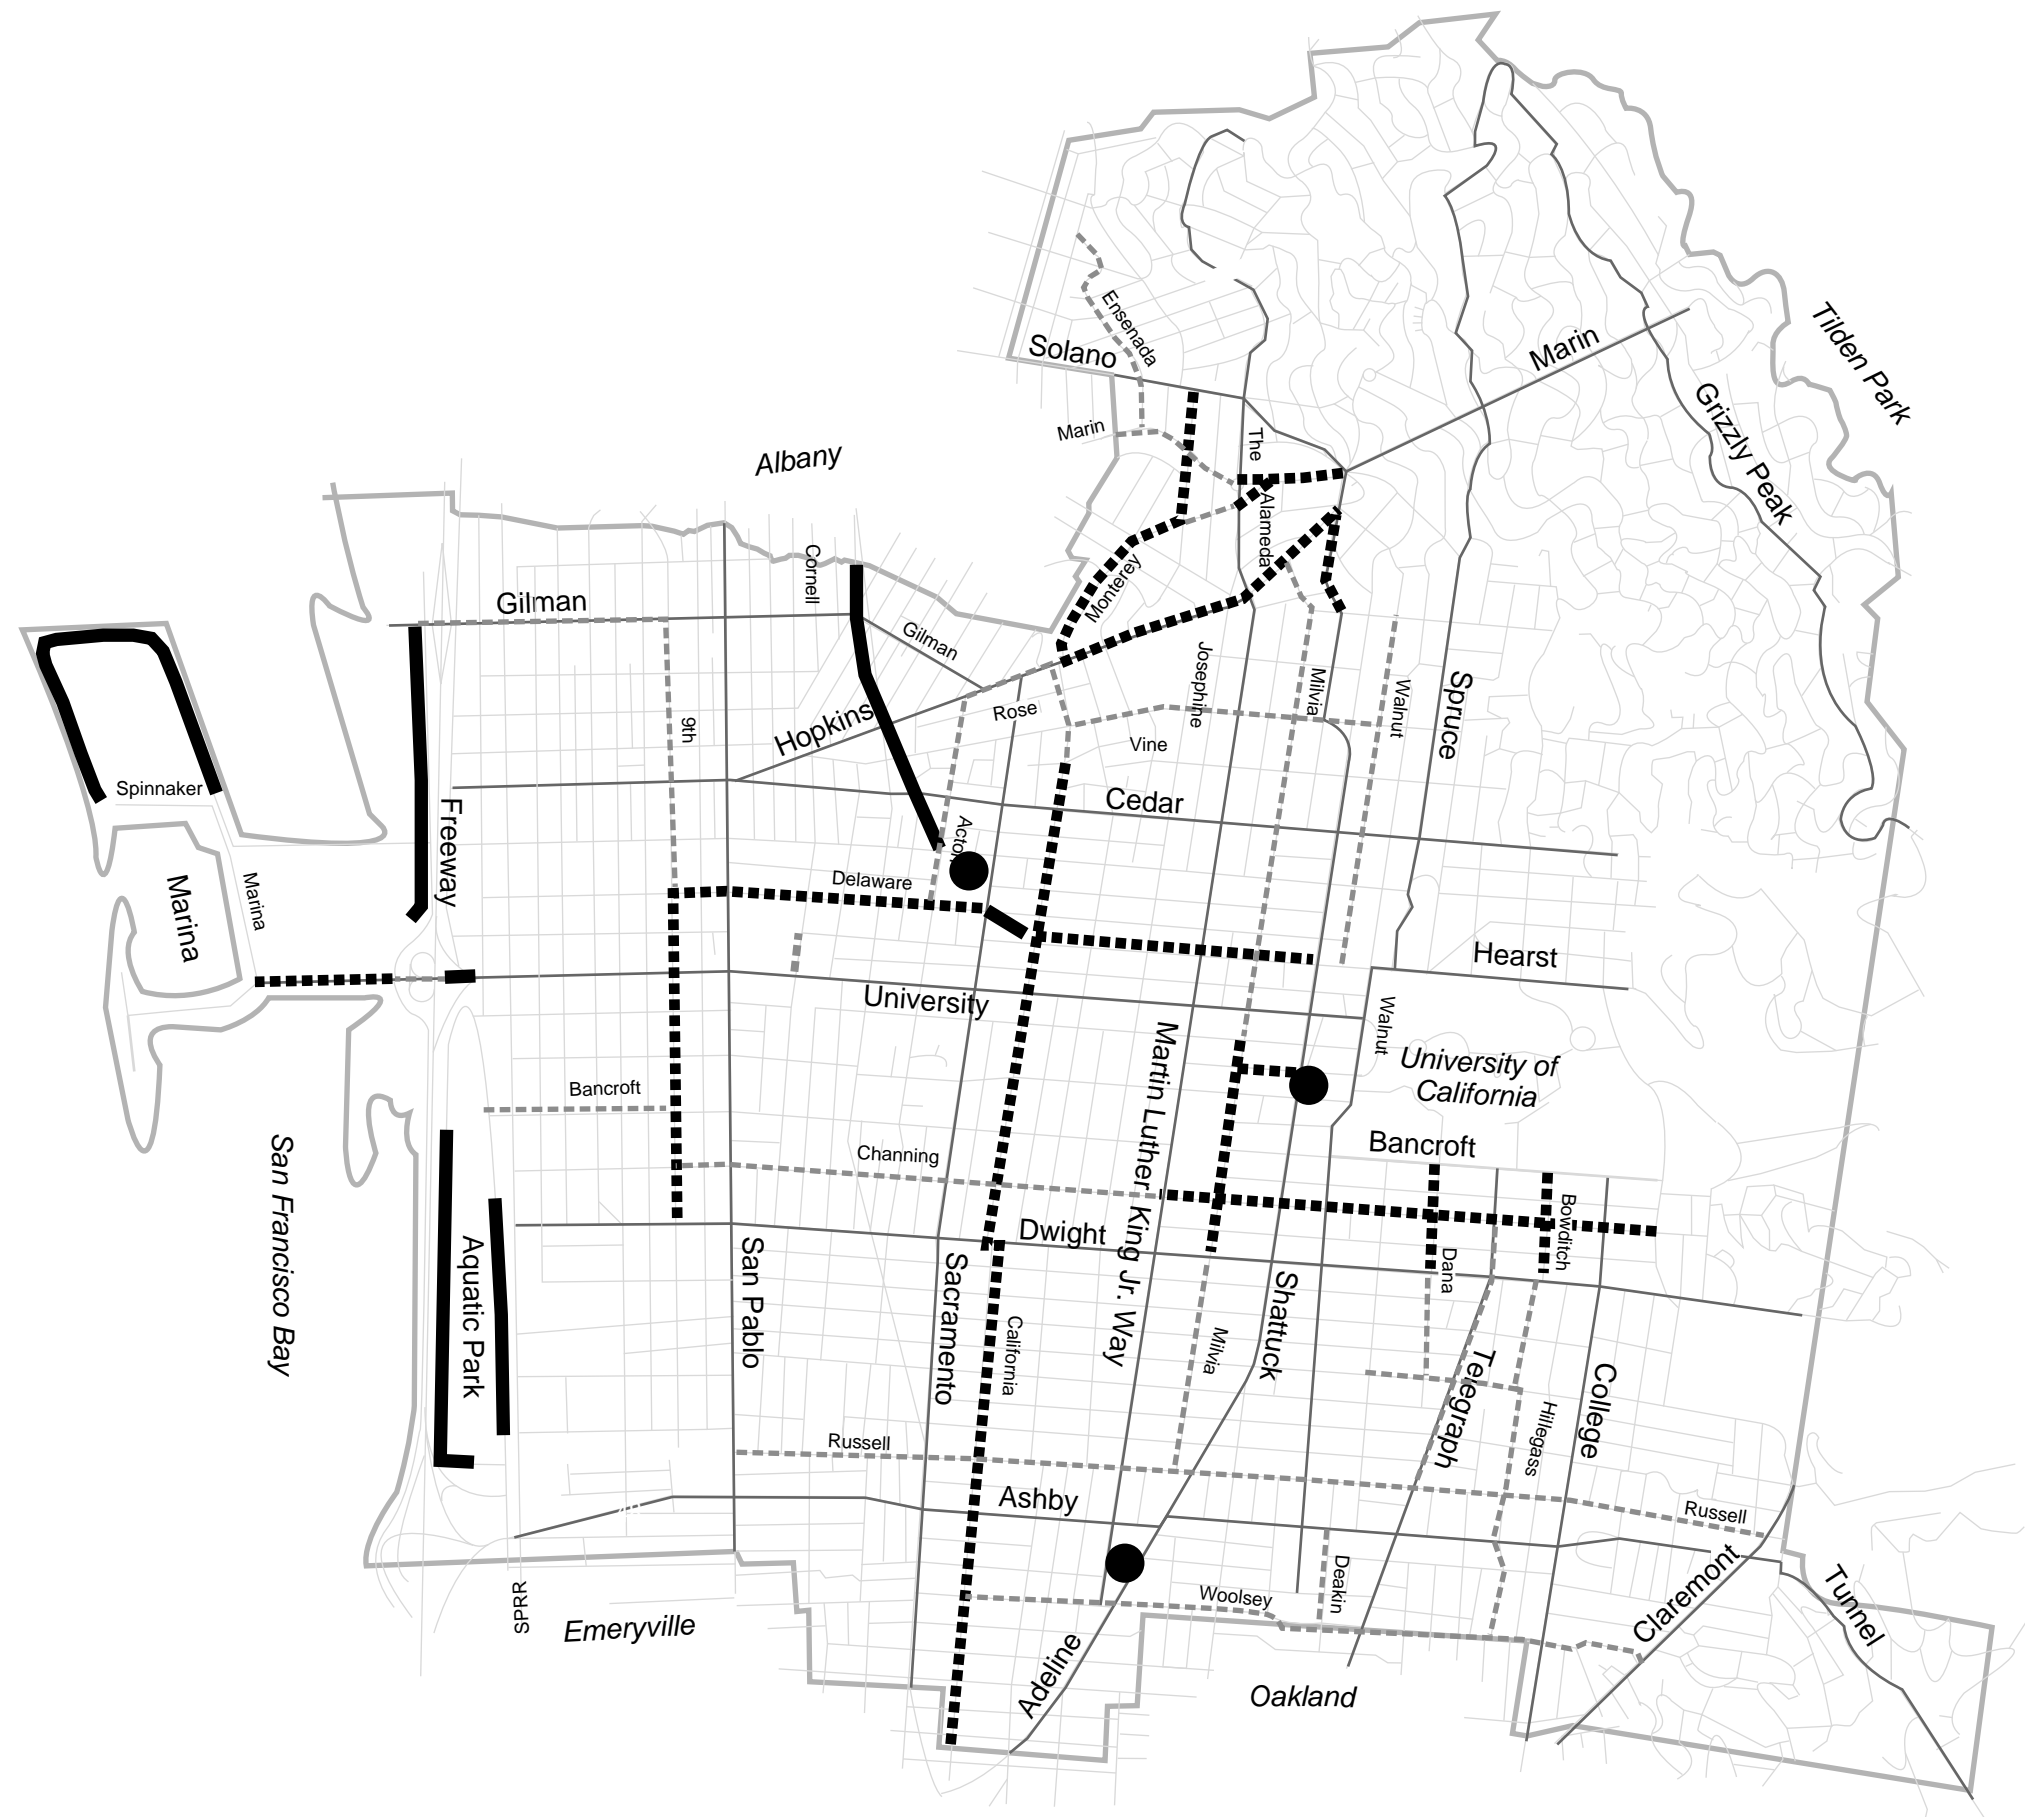 Tilden Park
Ensenada
Solano
Marin
Grizzly Peak
Marin
The
Alameda
Albany
Cornell
Gilman
Monterey
Gilman
Josephine
Milvia
Walnut
Spruce
9th
Hopkins
Rose
Vine
Spinnaker
Freeway
Cedar
Acton
Marina
Marina
Delaware
Hearst
University
Walnut
Martin Luther King Jr. Way
University of
California
Bancroft
Bancroft
San Francisco Bay
Channing
Bowditch
Dwight
Aquatic Park
San Pablo
Sacramento
California
Milvia
Shattuck
Dana
Telegraph
Hillegass
College
Russell
Ashby
Russell
SPRR
Emeryville
Deakin
Woolsey
Claremont
Tunnel
Adeline
Oakland